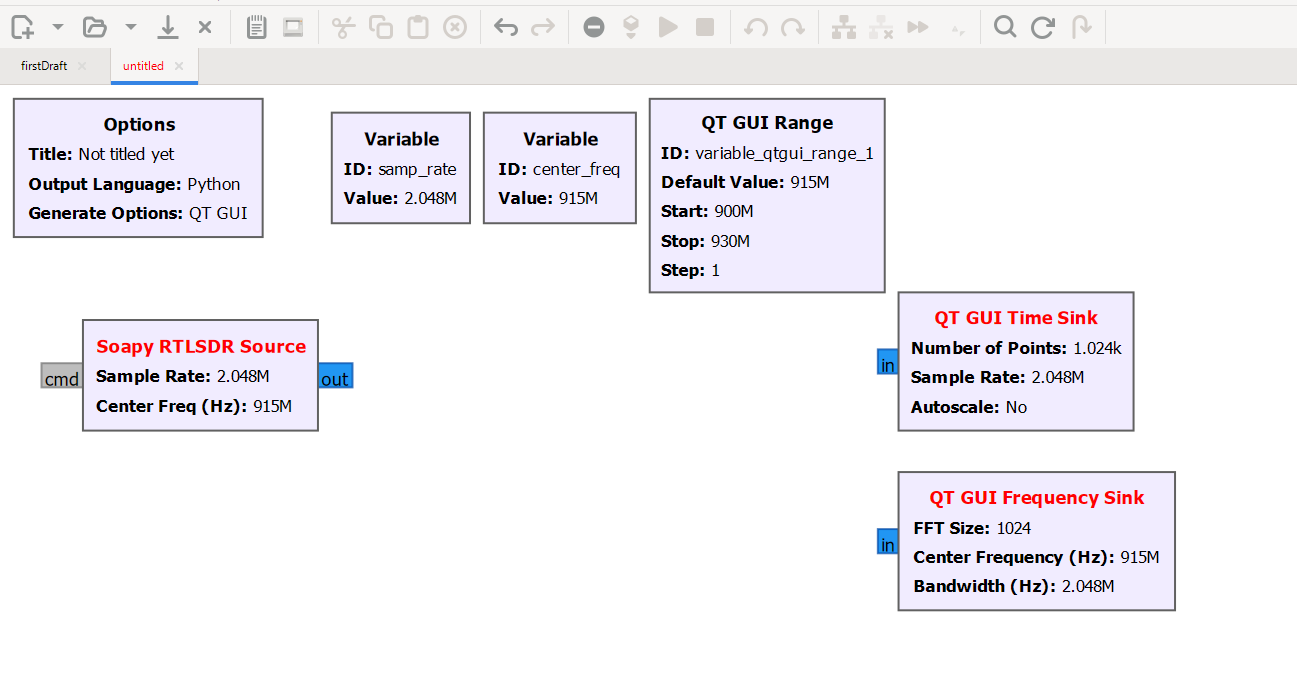 firstDraft
untitled
Options
Title: Not titled yet
Output Language: Python
Generate Options: QT GUI
Variable
ID: samp_rate
Value: 2.048M
Variable
ID: center_freq
Value: 915M
QT GUI Range
ID: variable_qtgui_range_1
Default Value: 915M
Start: 900M
Stop: 930M
Step: 1
Soapy RTLSDR Source
Sample Rate: 2.048M
Center Freq (Hz): 915M
cmd
out
QT GUI Time Sink
Number of Points: 1.024k
Sample Rate: 2.048M
Autoscale: No
in
QT GUI Frequency Sink
FFT Size: 1024
Center Frequency (Hz): 915M
Bandwidth (Hz): 2.048M
in